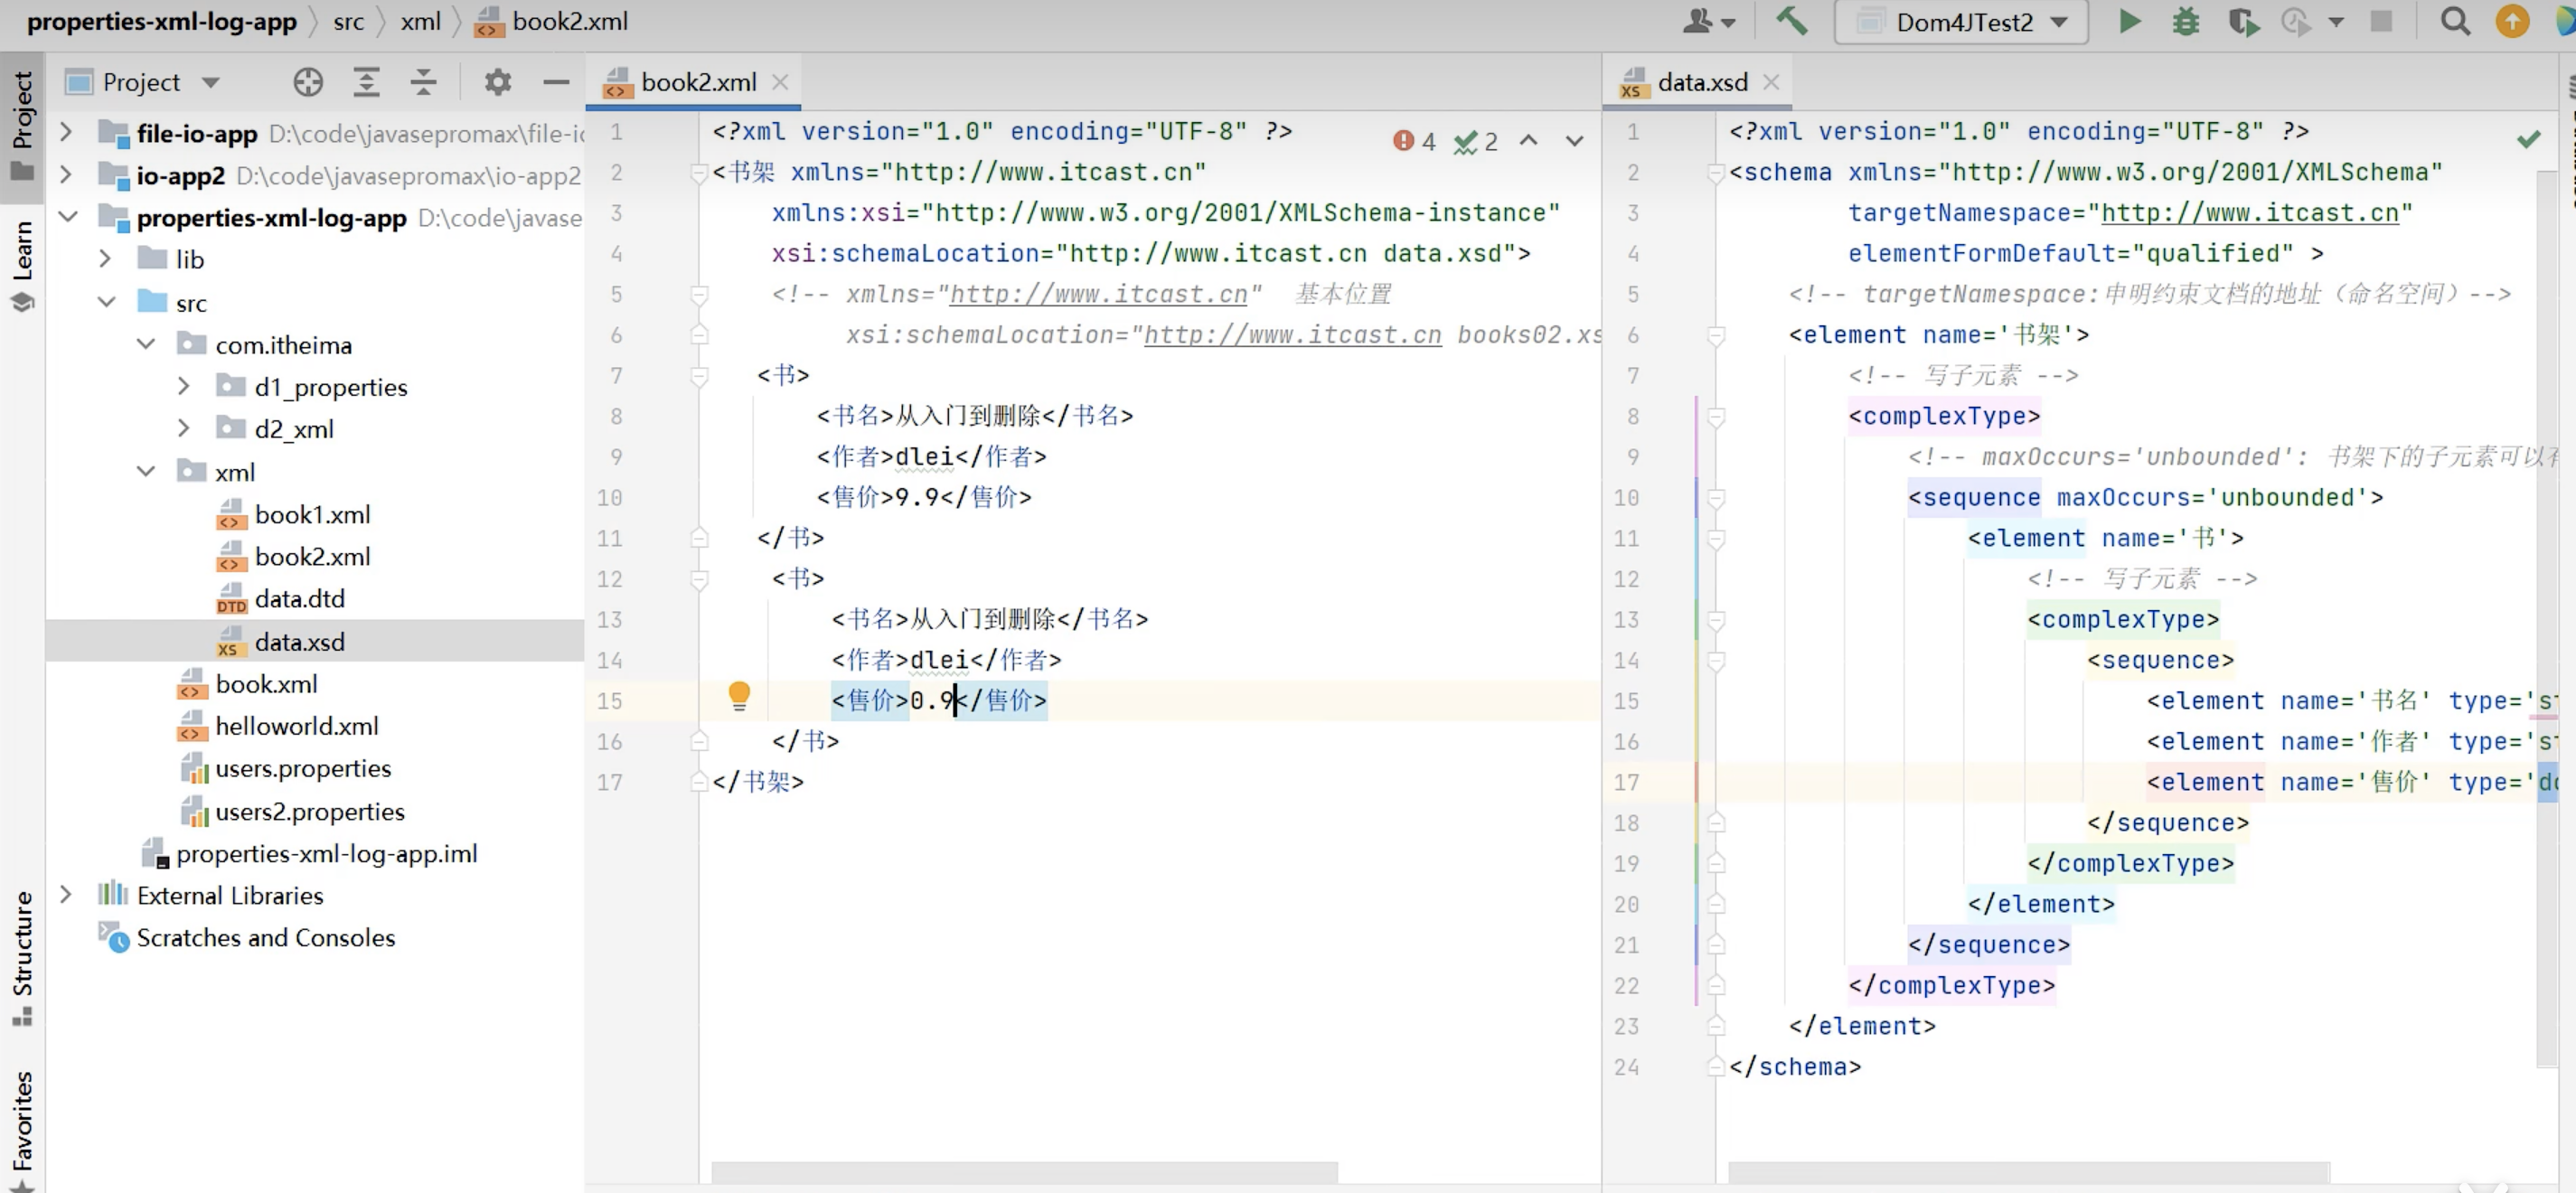 properties-xml-log-app
src
xml
book2.xml
Dom4JTest2
Project
Learn
Structure
Favorites
Project
file-io-app D:\code\javasepromax\file-io
io-app2 D:\code\javasepromax\io-app2
properties-xml-log-app D:\code\javase
lib
src
com.itheima
d1_properties
d2_xml
xml
book1.xml
book2.xml
data.dtd
data.xsd
book.xml
helloworld.xml
users.properties
users2.properties
properties-xml-log-app.iml
External Libraries
Scratches and Consoles
book2.xml
4 2
1 <?xml version="1.0" encoding="UTF-8" ?>
2 <书架 xmlns="http://www.itcast.cn"
3 xmlns:xsi="http://www.w3.org/2001/XMLSchema-instance"
4 xsi:schemaLocation="http://www.itcast.cn data.xsd">
5 <!-- xmlns="http://www.itcast.cn" 基本位置
6 xsi:schemaLocation="http://www.itcast.cn books02.xs
7 <书>
8 <书名>从入门到删除</书名>
9 <作者>dlei</作者>
10 <售价>9.9</售价>
11 </书>
12 <书>
13 <书名>从入门到删除</书名>
14 <作者>dlei</作者>
15 <售价>0.9</售价>
16 </书>
17 </书架>
data.xsd
1 <?xml version="1.0" encoding="UTF-8" ?>
2 <schema xmlns="http://www.w3.org/2001/XMLSchema"
3 targetNamespace="http://www.itcast.cn"
4 elementFormDefault="qualified" >
5 <!-- targetNamespace:申明约束文档的地址（命名空间）-->
6 <element name='书架'>
7 <!-- 写子元素 -->
8 <complexType>
9 <!-- maxOccurs='unbounded': 书架下的子元素可以
10 <sequence maxOccurs='unbounded'>
11 <element name='书'>
12 <!-- 写子元素 -->
13 <complexType>
14 <sequence>
15 <element name='书名' type='st
16 <element name='作者' type='st
17 <element name='售价' type='do
18 </sequence>
19 </complexType>
20 </element>
21 </sequence>
22 </complexType>
23 </element>
24 </schema>